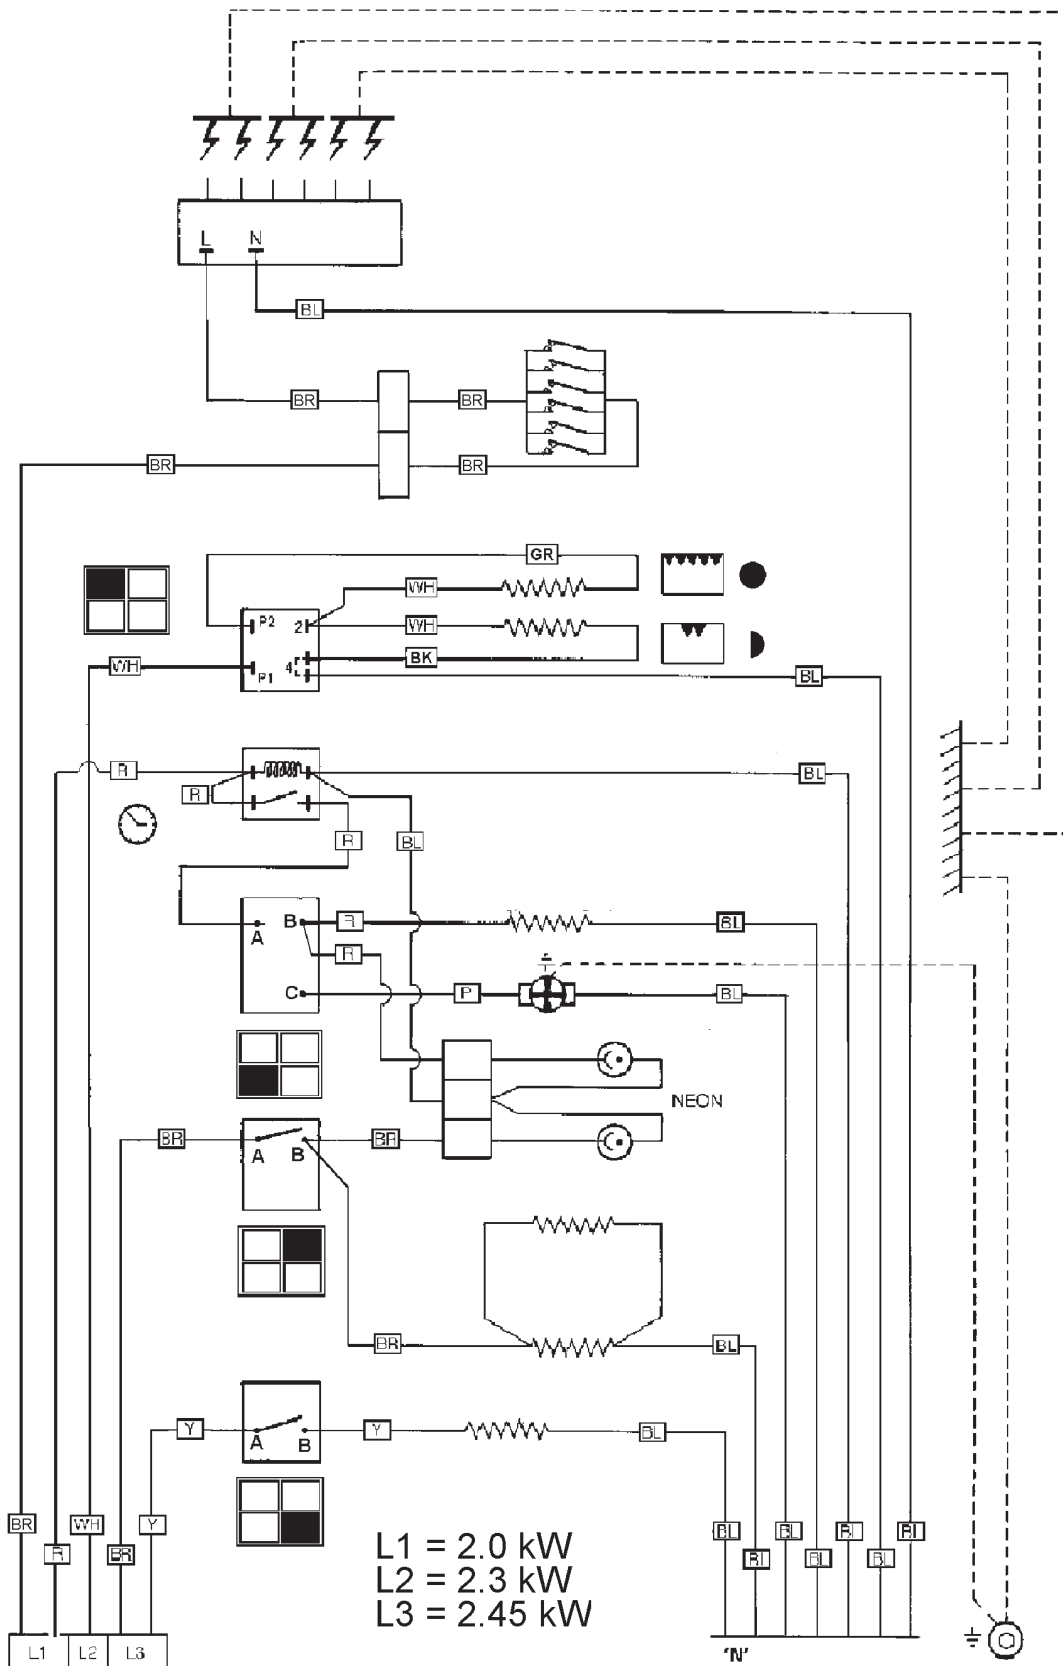 L N
BL
BR BR
BR BR
GR
WH
P2 2 WH
BK
WH 4
P1 BL
R BL
R
R BL
B R BL
A
R
C P BL
NEON
BR BR
A B
BR BL
Y Y BL
A B
BR WH Y BL BL BL BL
R BR BL BL BL
L1 = 2.0 kW
L2 = 2.3 kW
L3 = 2.45 kW
L1 L2 L3 'N'